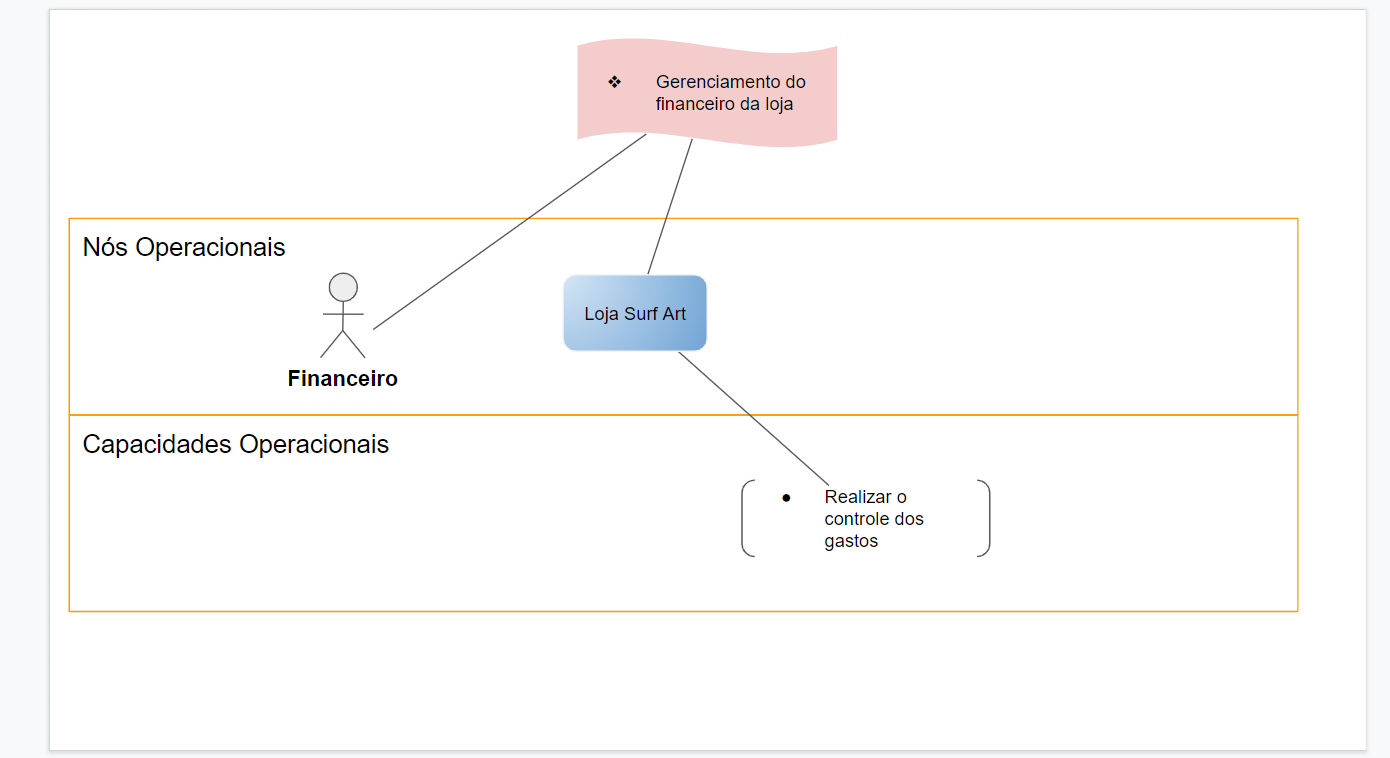 ❖ Gerenciamento do
financeiro da loja
Nós Operacionais
Loja Surf Art
Financeiro
Capacidades Operacionais
● Realizar o
controle dos
gastos